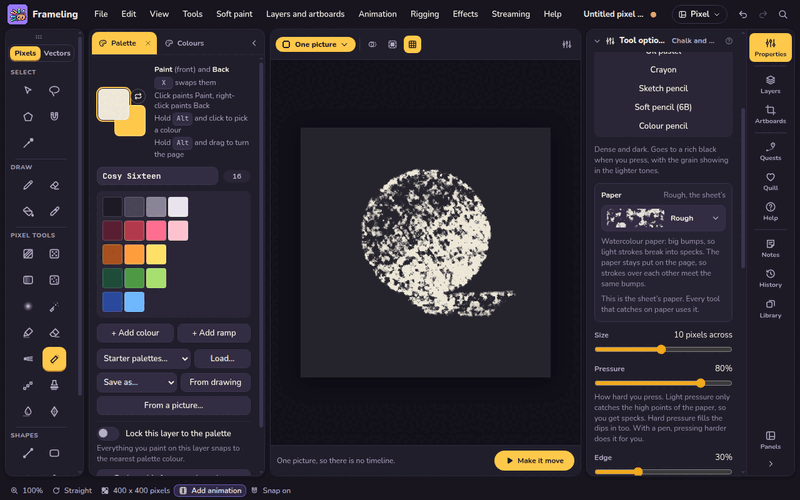 Frameling
File Edit View Tools Soft paint Layers and artboards Animation Rigging Effects Streaming Help
Untitled pixel ...
Pixel
Pixels Vectors
SELECT
DRAW
PIXEL TOOLS
SHAPES
Palette
Colours
Paint (front) and Back
X swaps them
Click paints Paint, right-
click paints Back
Hold Alt and click to pick
a colour
Hold Alt and drag to turn
the page
Cosy Sixteen 16
+ Add colour + Add ramp
Starter palettes... Load...
Save as... From drawing
From a picture...
Lock this layer to the palette
Everything you paint on this layer snaps to
the nearest palette colour.
One picture
One picture, so there is no timeline.
Make it move
Tool optio... Chalk and ...
Crayon
Sketch pencil
Soft pencil (6B)
Colour pencil
Dense and dark. Goes to a rich black
when you press, with the grain showing
in the lighter tones.
Paper Rough, the sheet's
Rough
Watercolour paper: big bumps, so
light strokes break into specks. The
paper stays put on the page, so
strokes over each other meet the
same bumps.
This is the sheet's paper. Every tool
that catches on paper uses it.
Size 10 pixels across
Pressure 80%
How hard you press. Light pressure only
catches the high points of the paper, so
you get specks. Hard pressure fills the
dips in too. With a pen, pressing harder
does it for you.
Edge 30%
Properties
Layers
Artboards
Quests
Quill
Help
Notes
History
Library
Panels
100% Straight 400 x 400 pixels Add animation Snap on